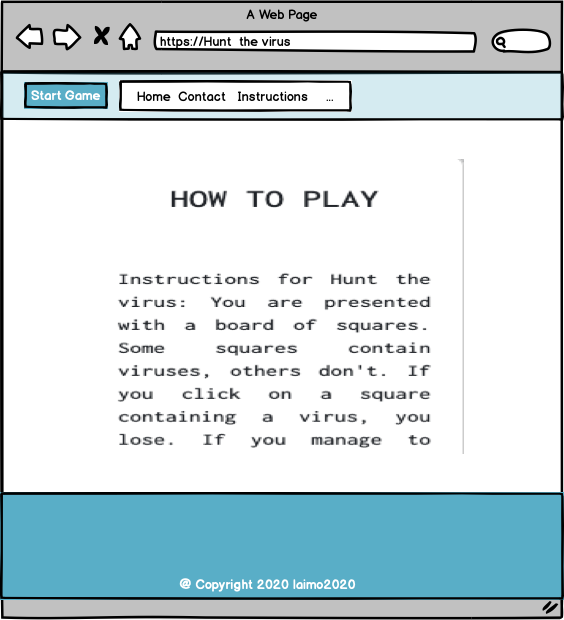 A Web Page
https://Hunt the virus
Start Game
Home Contact Instructions ...
HOW TO PLAY
Instructions for Hunt the
virus: You are presented
with a board of squares.
Some squares contain
viruses, others don't. If
you click on a square
containing a virus, you
lose. If you manage to
@ Copyright 2020 laimo2020